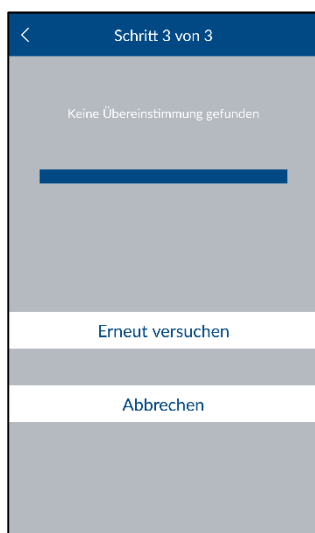 Schritt 3 von 3
Keine Übereinstimmung gefunden
Erneut versuchen
Abbrechen